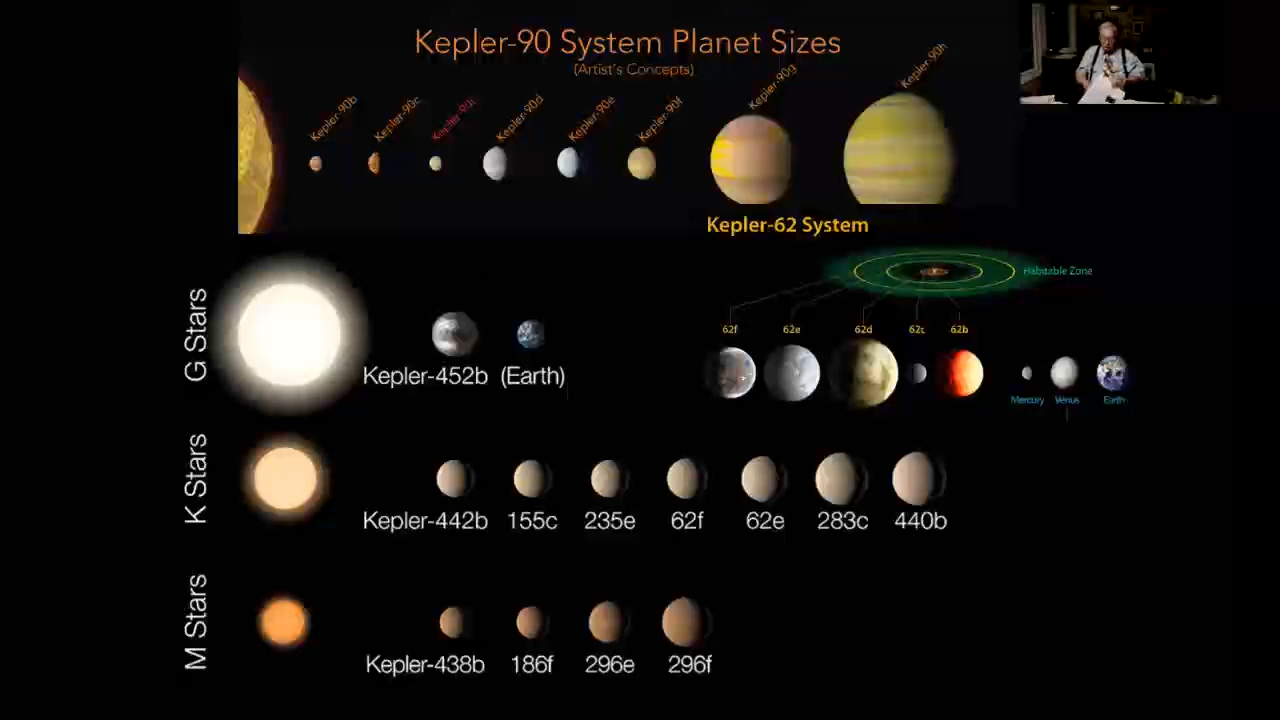 Kepler-90 System Planet Sizes
(Artist's Concepts)
Kepler-90b Kepler-90c Kepler-90i Kepler-90d Kepler-90e Kepler-90f Kepler-90g Kepler-90h
Kepler-62 System
Habitable Zone
62f 62e 62d 62c 62b
Mercury Venus Earth
G Stars
Kepler-452b (Earth)
K Stars
Kepler-442b 155c 235e 62f 62e 283c 440b
M Stars
Kepler-438b 186f 296e 296f